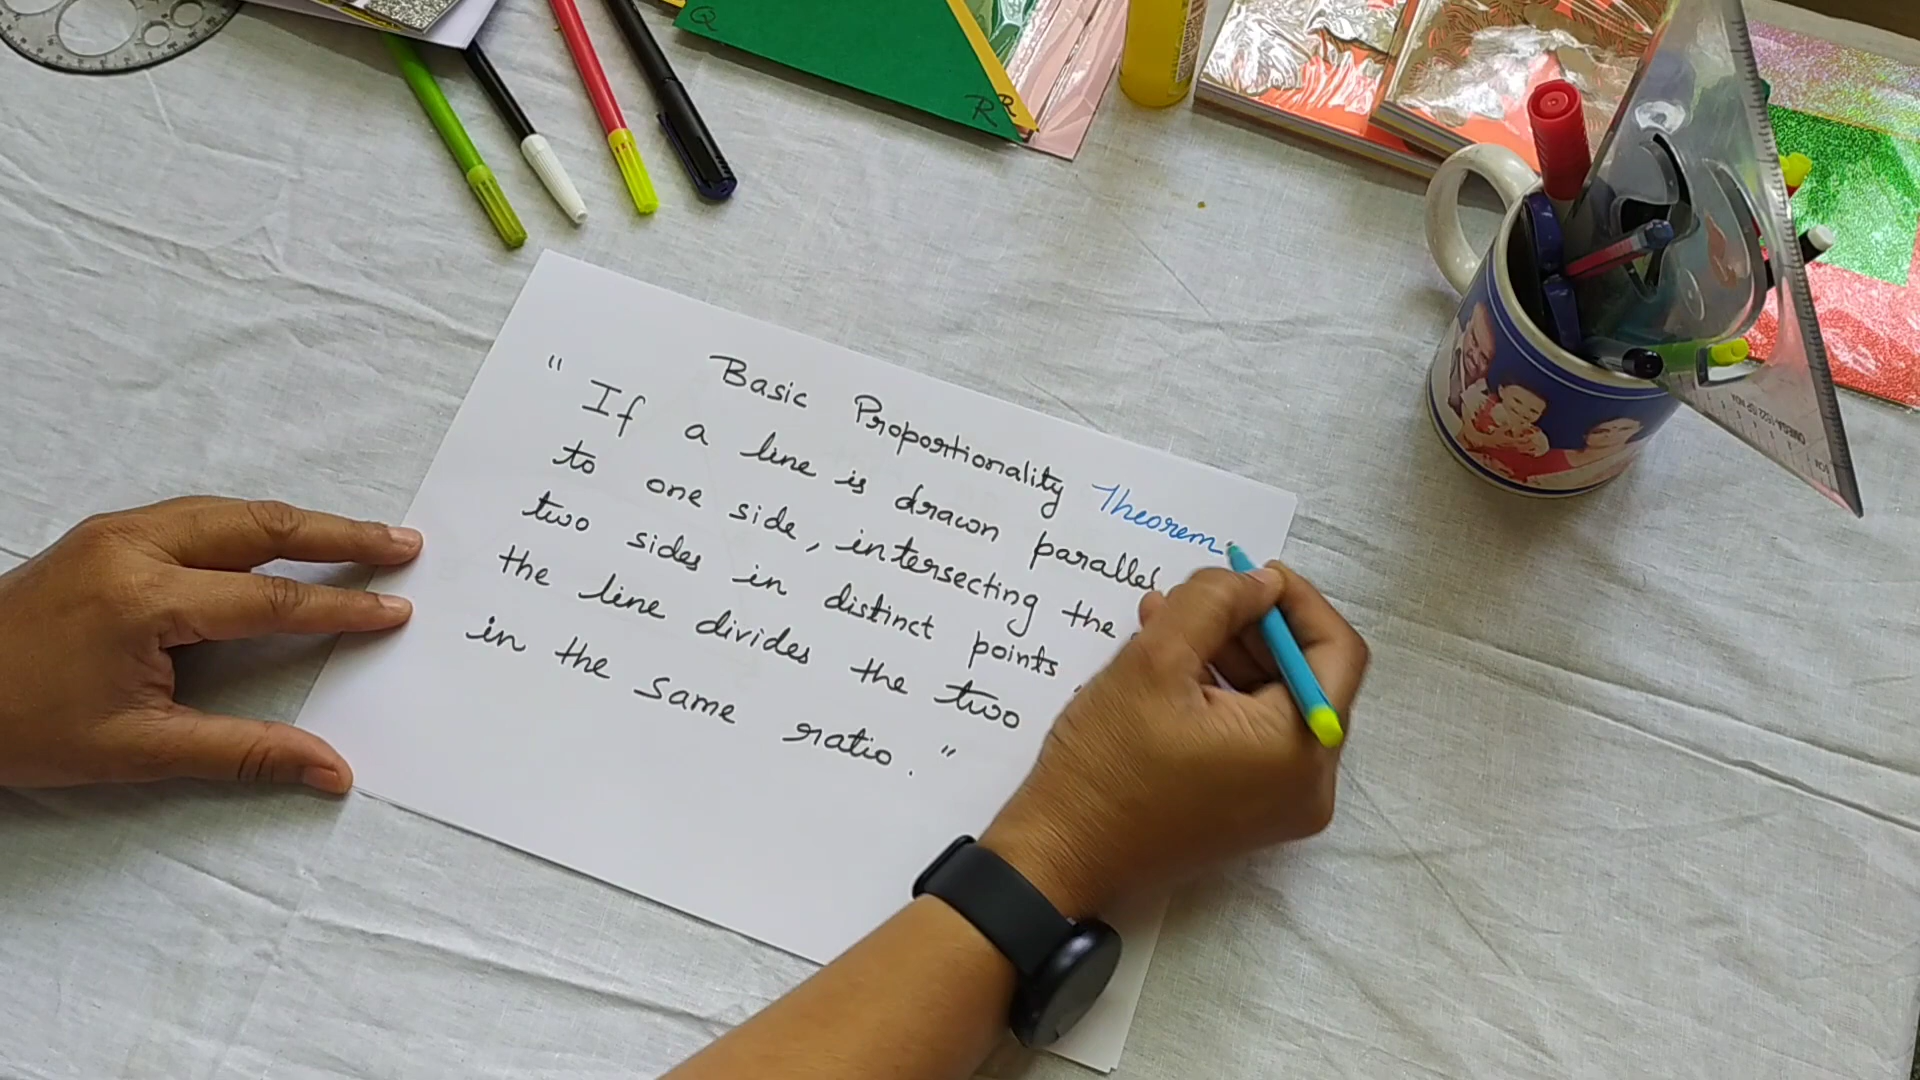 Basic Proportionality Theorem
" If a line is drawn parallel
to one side, intersecting the
two sides in distinct points
the line divides the two
in the same ratio. "
Q
R
R